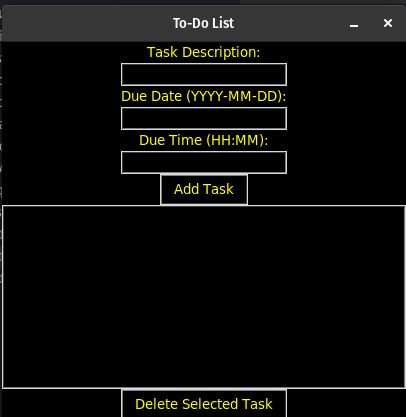 To-Do List
Task Description:
Due Date (YYYY-MM-DD):
Due Time (HH:MM):
Add Task
Delete Selected Task